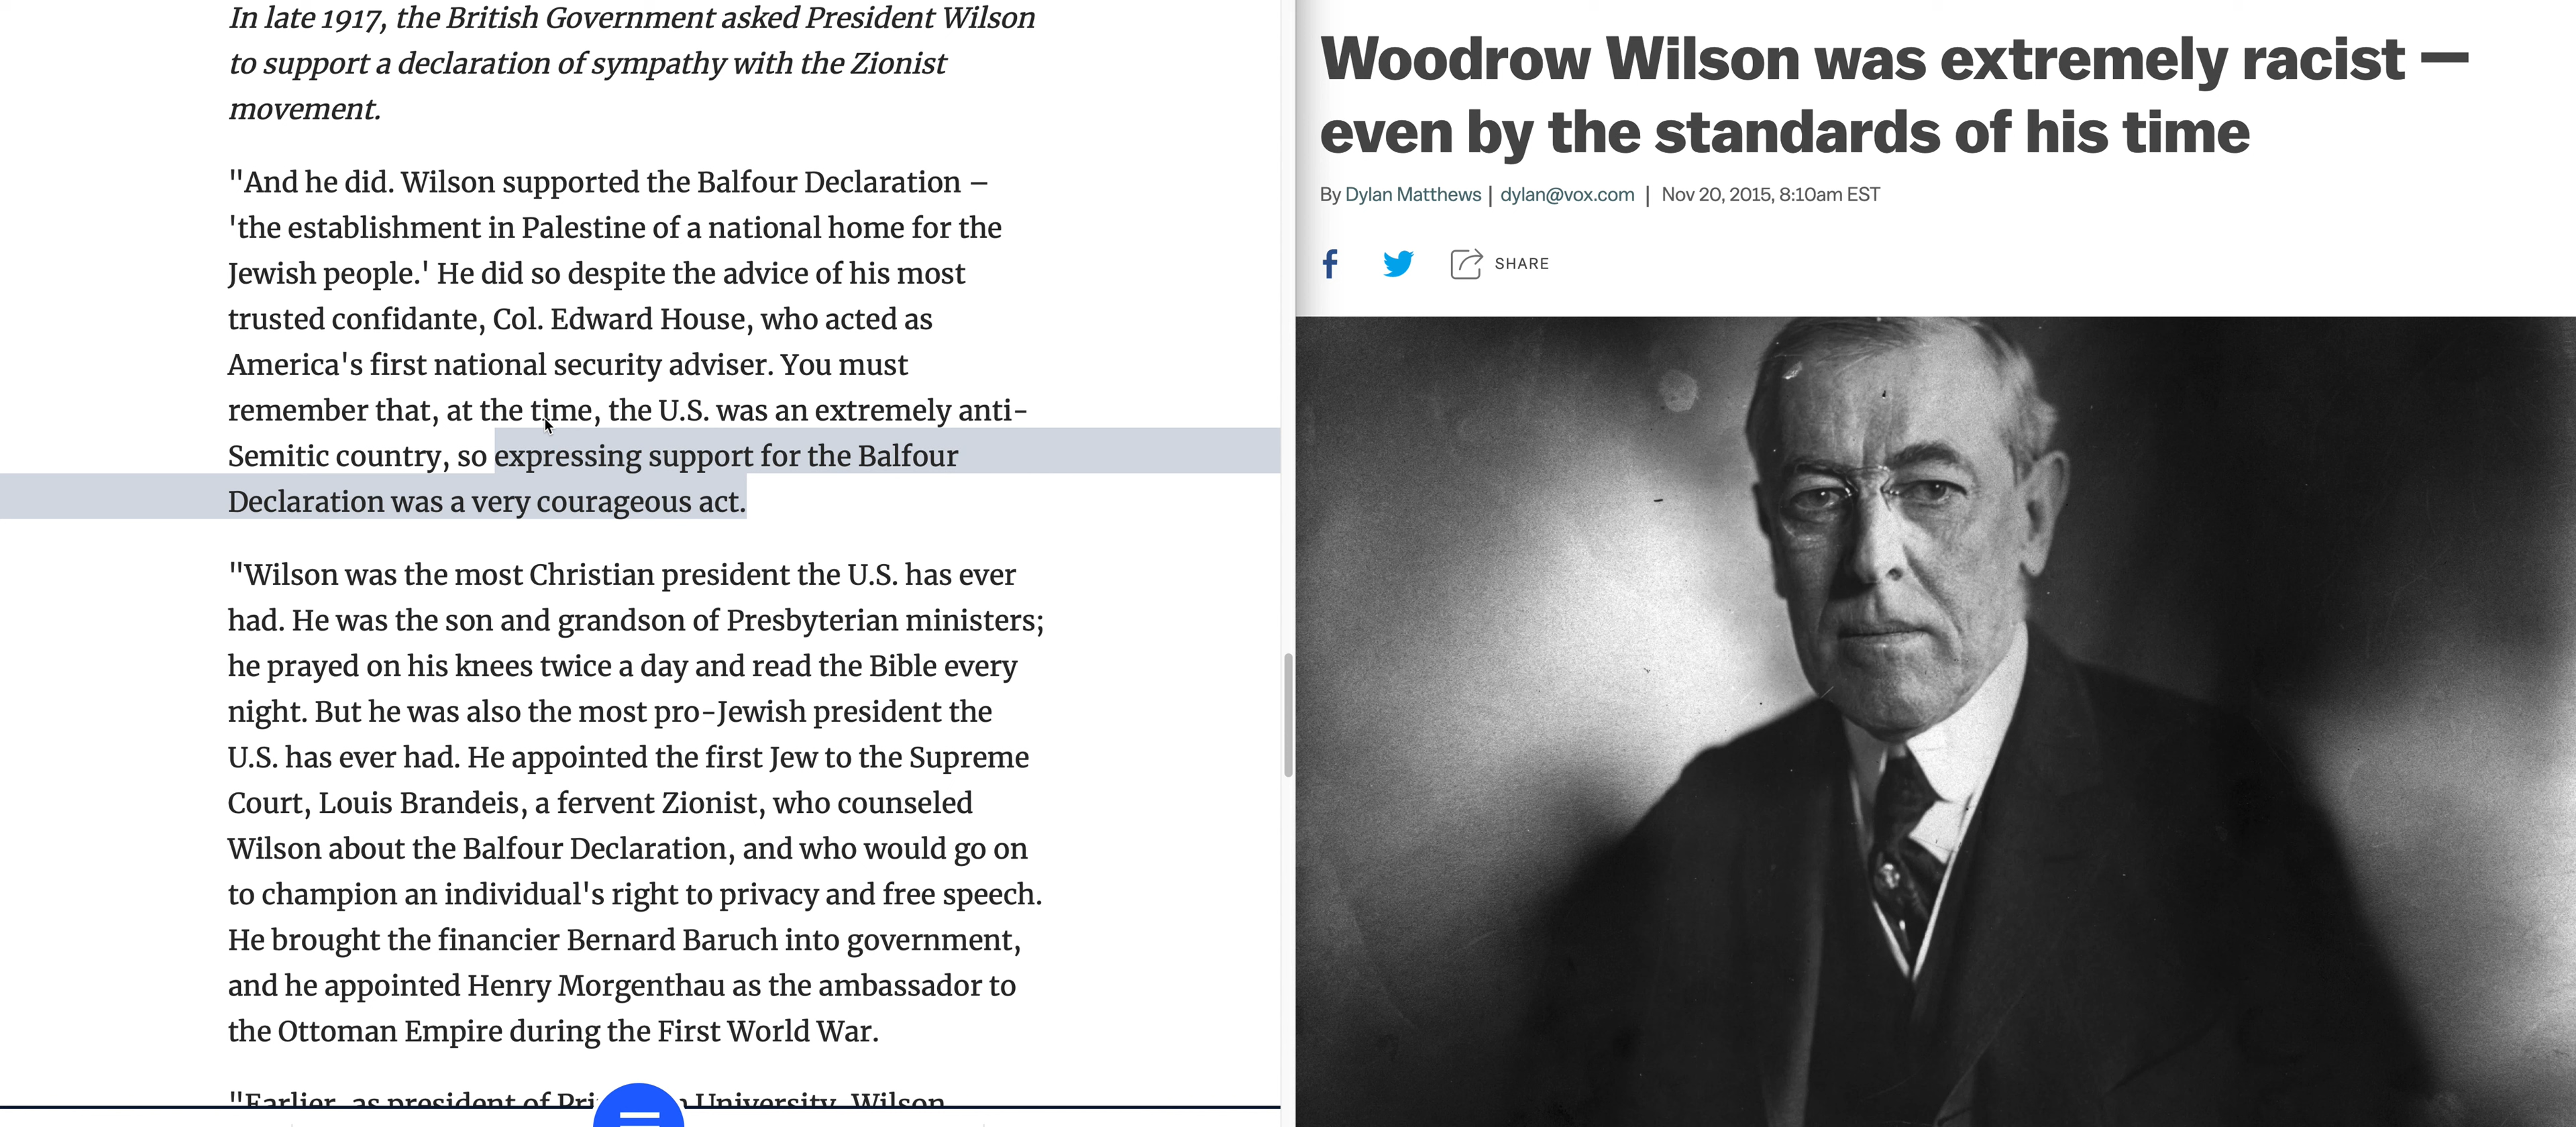 In late 1917, the British Government asked President Wilson
to support a declaration of sympathy with the Zionist
movement.
"And he did. Wilson supported the Balfour Declaration –
'the establishment in Palestine of a national home for the
Jewish people.' He did so despite the advice of his most
trusted confidante, Col. Edward House, who acted as
America's first national security adviser. You must
remember that, at the time, the U.S. was an extremely anti-
Semitic country, so expressing support for the Balfour
Declaration was a very courageous act.
"Wilson was the most Christian president the U.S. has ever
had. He was the son and grandson of Presbyterian ministers;
he prayed on his knees twice a day and read the Bible every
night. But he was also the most pro-Jewish president the
U.S. has ever had. He appointed the first Jew to the Supreme
Court, Louis Brandeis, a fervent Zionist, who counseled
Wilson about the Balfour Declaration, and who would go on
to champion an individual's right to privacy and free speech.
He brought the financier Bernard Baruch into government,
and he appointed Henry Morgenthau as the ambassador to
the Ottoman Empire during the First World War.
"Earlier, as president of University, Wilson
Woodrow Wilson was extremely racist —
even by the standards of his time
By Dylan Matthews | dylan@vox.com | Nov 20, 2015, 8:10am EST
SHARE